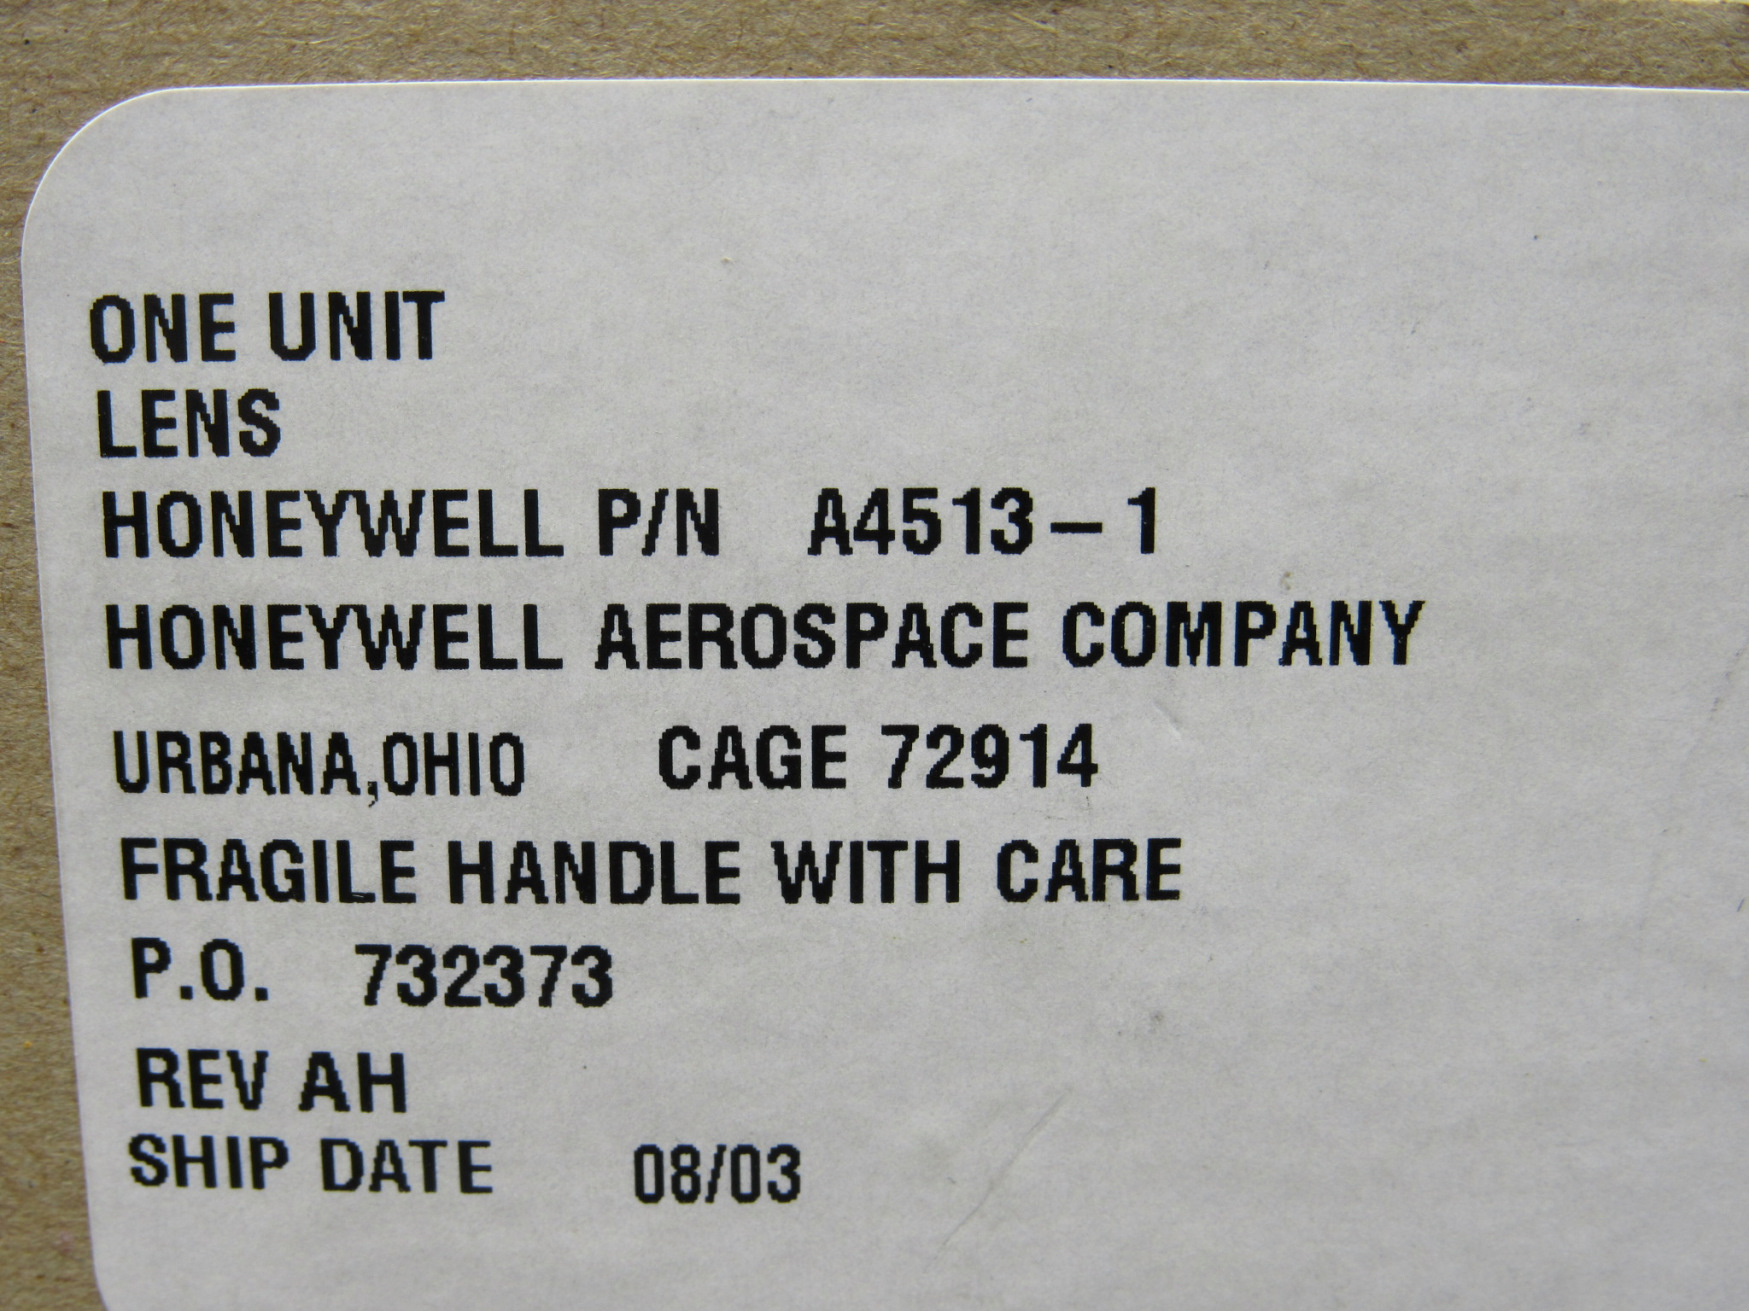 ONE UNIT
LENS
HONEYWELL P/N A4513-1
HONEYWELL AEROSPACE COMPANY
URBANA,OHIO CAGE 72914
FRAGILE HANDLE WITH CARE
P.O. 732373
REV AH
SHIP DATE 08/03